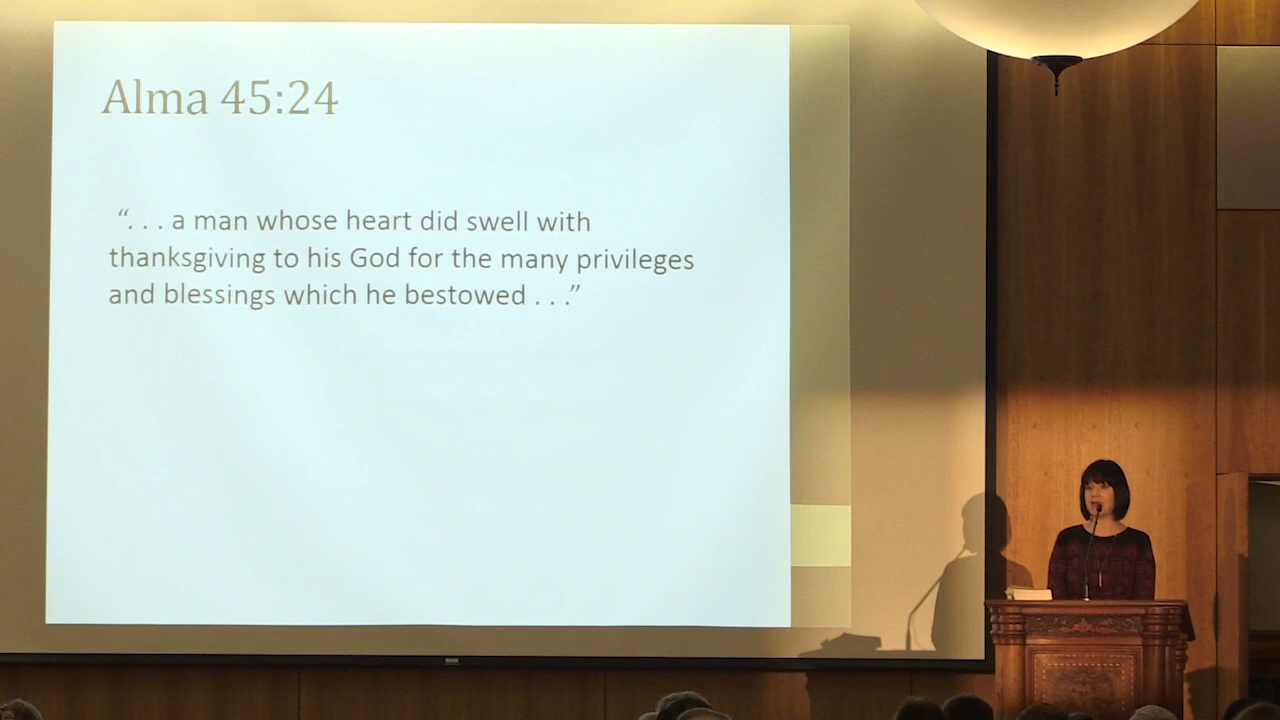 Alma 45:24
“. . . a man whose heart did swell with
thanksgiving to his God for the many privileges
and blessings which he bestowed . . .”